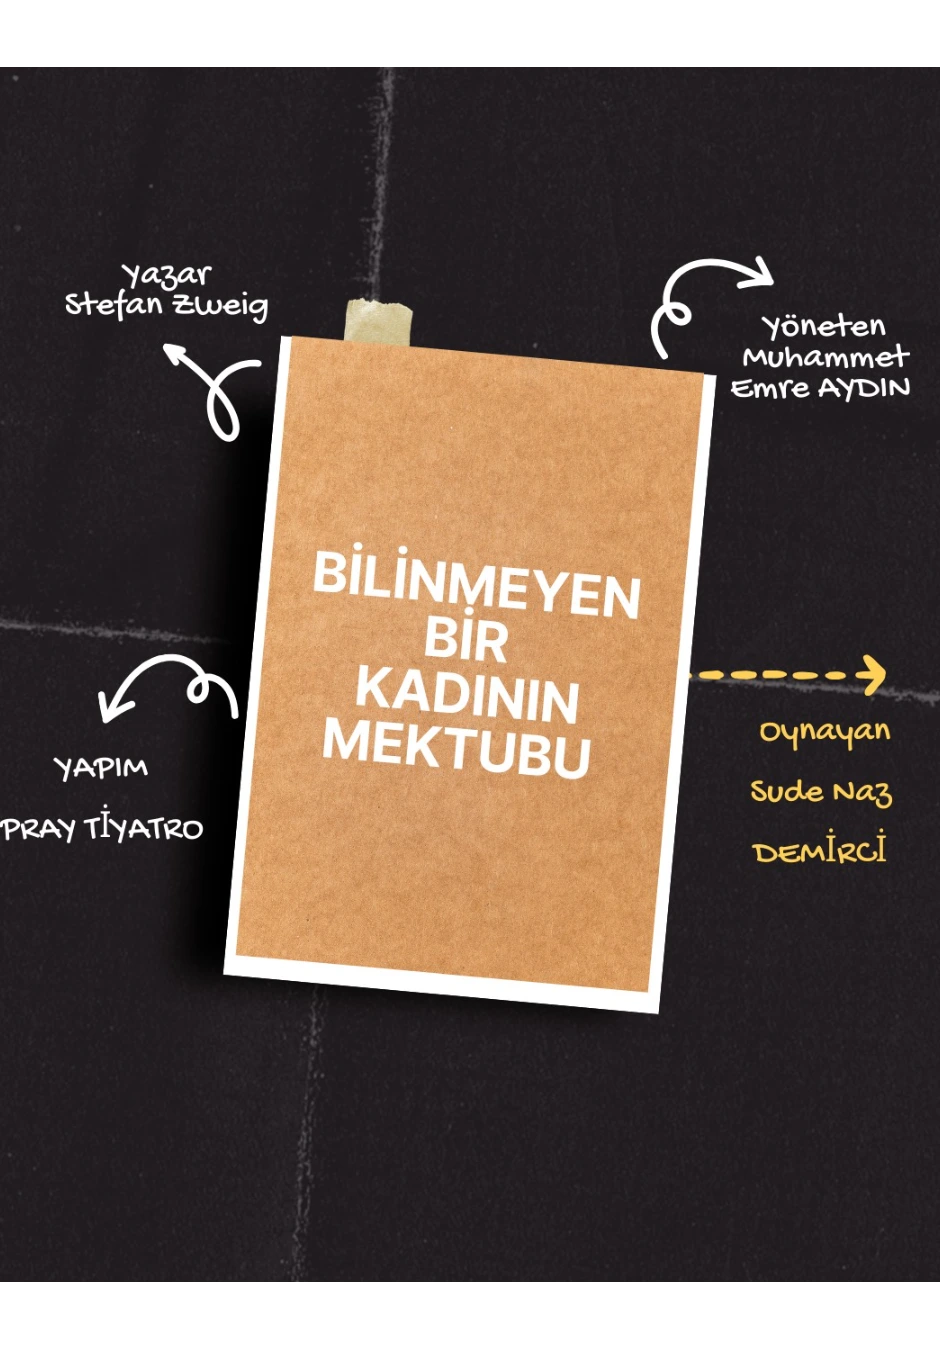 Yazar
Stefan Zweig
Yöneten
Muhammet
Emre AYDIN
BİLİNMEYEN
BİR
KADININ
MEKTUBU
YAPIM
PRAY TİYATRO
Oynayan
Sude Naz
DEMİRCİ